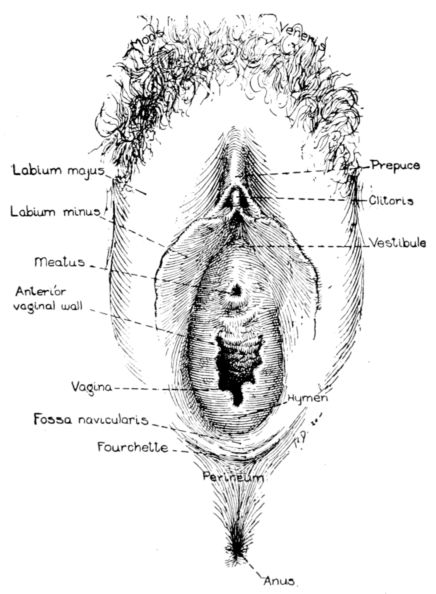 Mons Veneris
Prepuce
Labium majus
Clitoris
Labium minus
Vestibule
Meatus
Anterior
vaginal wall
Vagina
Hymen
Fossa navicularis
Fourchette
Perineum
Anus.